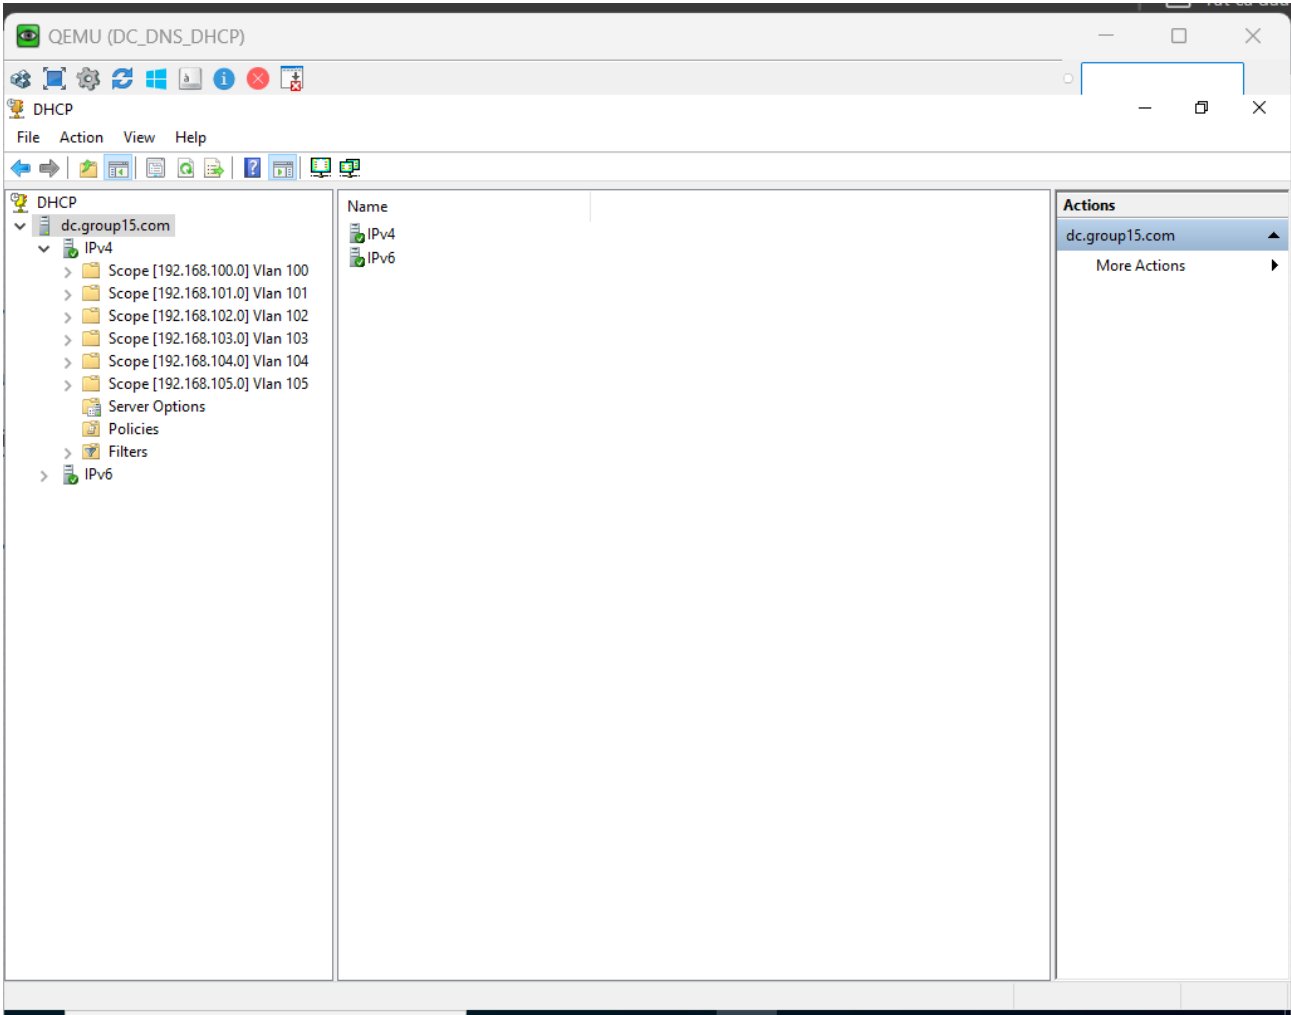 QEMU (DC_DNS_DHCP)
DHCP
File Action View Help
DHCP
dc.group15.com
IPv4
Scope [192.168.100.0] Vlan 100
Scope [192.168.101.0] Vlan 101
Scope [192.168.102.0] Vlan 102
Scope [192.168.103.0] Vlan 103
Scope [192.168.104.0] Vlan 104
Scope [192.168.105.0] Vlan 105
Server Options
Policies
Filters
IPv6
Name
IPv4
IPv6
Actions
dc.group15.com
More Actions